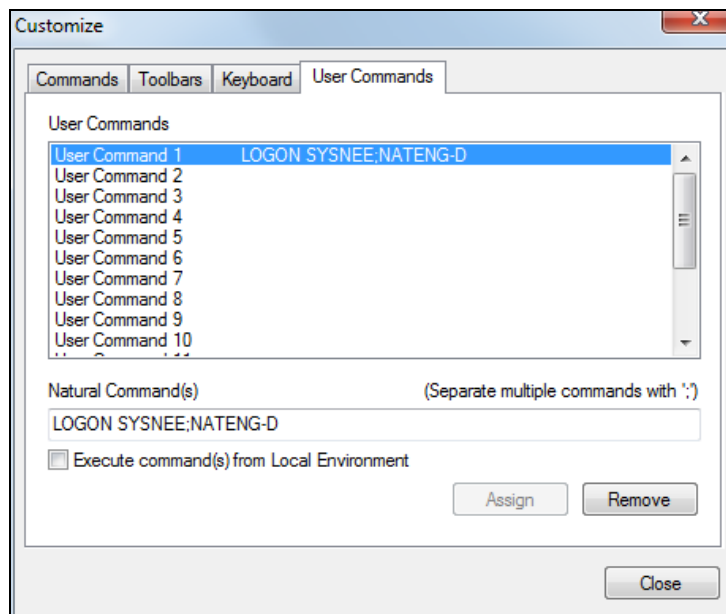 Customize
Commands Toolbars Keyboard User Commands
User Commands
User Command 1 LOGON SYSNEE;NATENG-D
User Command 2
User Command 3
User Command 4
User Command 5
User Command 6
User Command 7
User Command 8
User Command 9
User Command 10
Natural Command(s) (Separate multiple commands with ';')
LOGON SYSNEE;NATENG-D
Execute command(s) from Local Environment
Assign Remove
Close